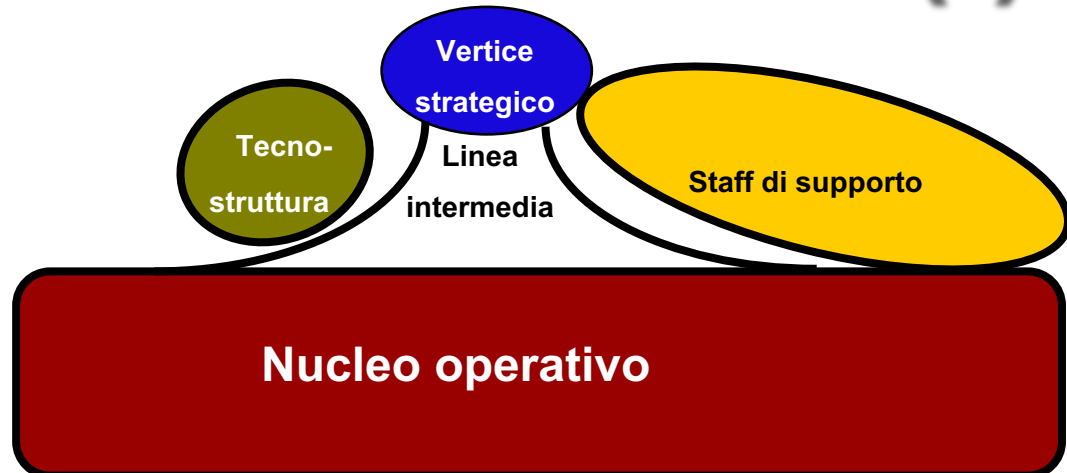 Vertice
strategico
Tecno-
struttura
Linea
intermedia
Staff di supporto
Nucleo operativo